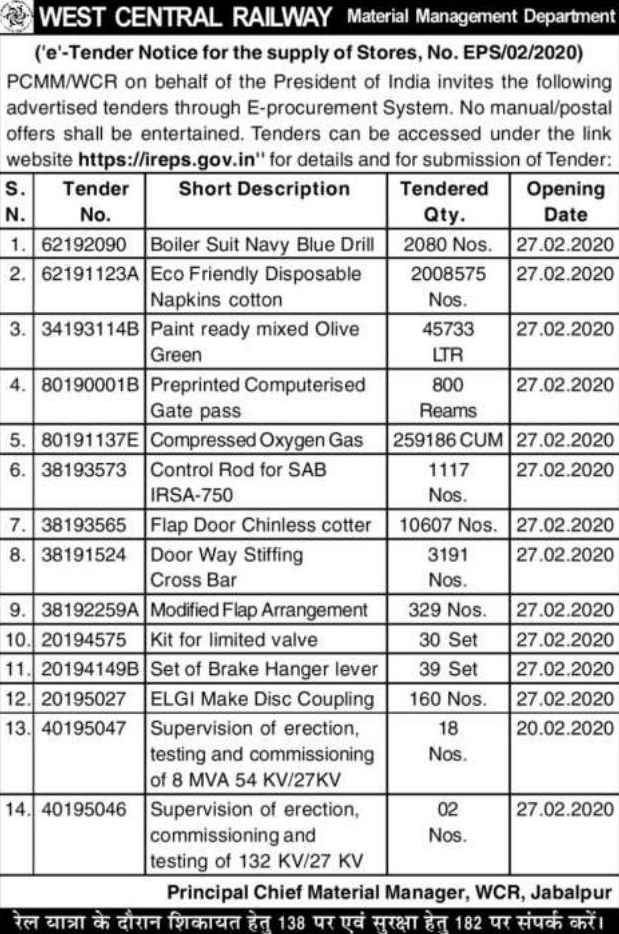 WEST CENTRAL RAILWAY Material Management Department
('e'-Tender Notice for the supply of Stores, No. EPS/02/2020)
PCMM/WCR on behalf of the President of India invites the following
advertised tenders through E-procurement System. No manual/postal
offers shall be entertained. Tenders can be accessed under the link
website https://ireps.gov.in'' for details and for submission of Tender:
S. Tender Short Description Tendered Opening
N. No. Qty. Date
1. 62192090 Boiler Suit Navy Blue Drill 2080 Nos. 27.02.2020
2. 62191123A Eco Friendly Disposable 2008575 27.02.2020
Napkins cotton Nos.
3. 34193114B Paint ready mixed Olive 45733 27.02.2020
Green LTR
4. 80190001B Preprinted Computerised 800 27.02.2020
Gate pass Reams
5. 80191137E Compressed Oxygen Gas 259186 CUM 27.02.2020
6. 38193573 Control Rod for SAB 1117 27.02.2020
IRSA-750 Nos.
7. 38193565 Flap Door Chinless cotter 10607 Nos. 27.02.2020
8. 38191524 Door Way Stiffing 3191 27.02.2020
Cross Bar Nos.
9. 38192259A Modified Flap Arrangement 329 Nos. 27.02.2020
10. 20194575 Kit for limited valve 30 Set 27.02.2020
11. 20194149B Set of Brake Hanger lever 39 Set 27.02.2020
12. 20195027 ELGI Make Disc Coupling 160 Nos. 27.02.2020
13. 40195047 Supervision of erection, 18 20.02.2020
testing and commissioning Nos.
of 8 MVA 54 KV/27KV
14. 40195046 Supervision of erection, 02 27.02.2020
commissioning and Nos.
testing of 132 KV/27 KV
Principal Chief Material Manager, WCR, Jabalpur
रेल यात्रा के दौरान शिकायत हेतु 138 पर एवं सुरक्षा हेतु 182 पर संपर्क करें।